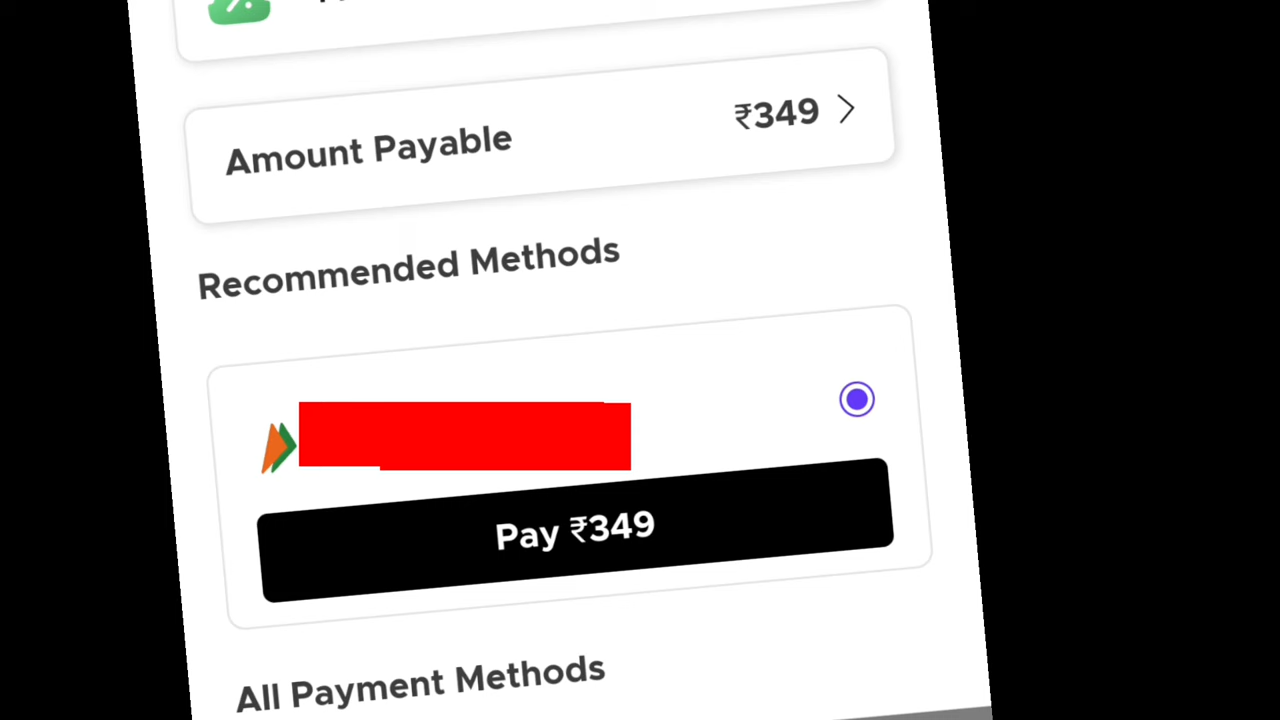 Amount Payable ₹349
Recommended Methods
Pay ₹349
All Payment Methods